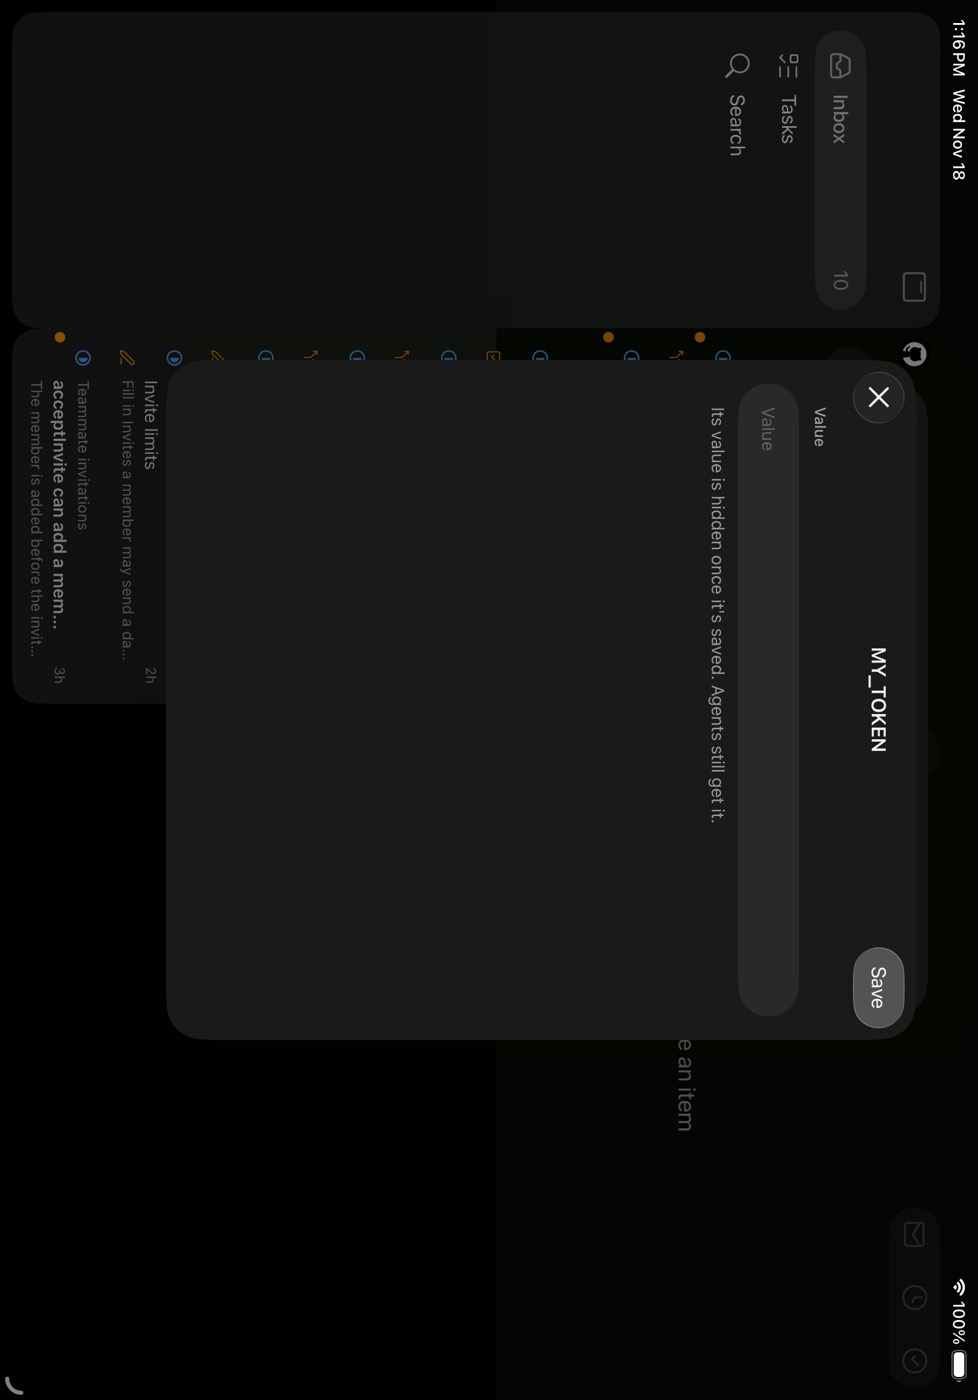 1:16 PM Wed Nov 18
100%
Inbox 10
Tasks
Search
MY_TOKEN
Save
Value
Value
Its value is hidden once it's saved. Agents still get it.
e an item
Invite limits 2h
Fill in Invites a member may send a da...
Teammate invitations
acceptInvite can add a mem... 3h
The member is added before the invit...